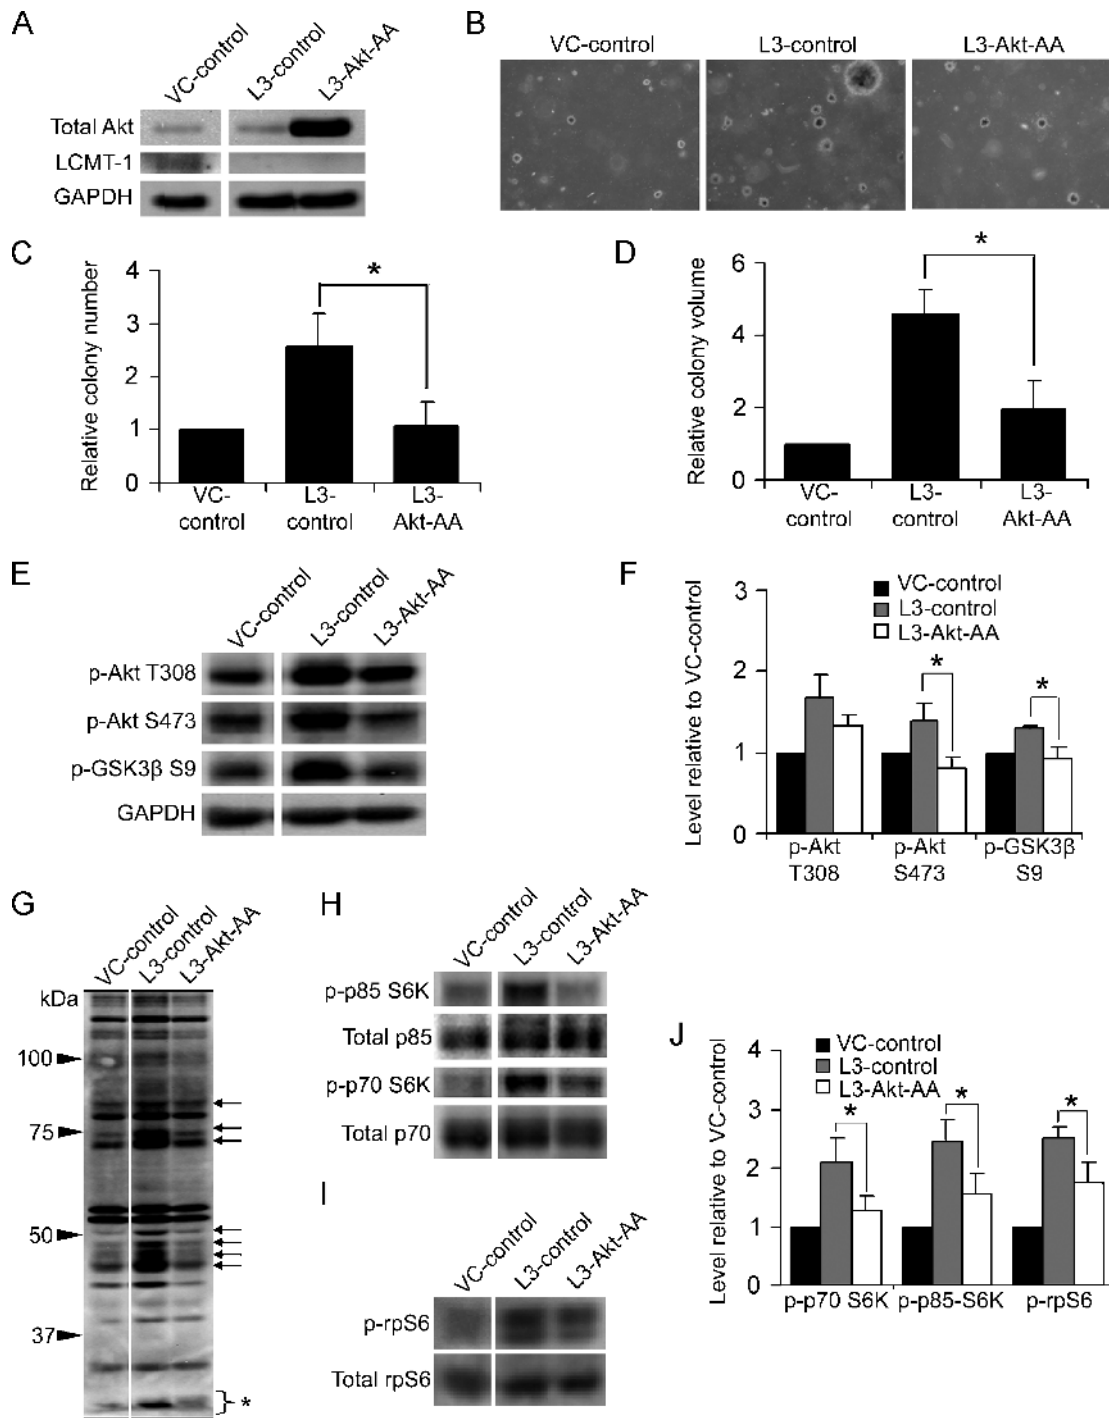 A
VC-control
L3-control
L3-Akt-AA
Total Akt
LCMT-1
GAPDH
B
VC-control
L3-control
L3-Akt-AA
C
Relative colony number
4
3
2
1
0
*
VC-
control
L3-
control
L3-
Akt-AA
D
Relative colony volume
6
4
2
0
*
VC-
control
L3-
control
L3-
Akt-AA
E
VC-control
L3-control
L3-Akt-AA
p-Akt T308
p-Akt S473
p-GSK3β S9
GAPDH
F
Level relative to VC-control
3
2
1
0
VC-control
L3-control
L3-Akt-AA
*
*
p-Akt
T308
p-Akt
S473
p-GSK3β
S9
G
VC-control
L3-control
L3-Akt-AA
kDa
100
75
50
37
*
H
VC-control
L3-control
L3-Akt-AA
p-p85 S6K
Total p85
p-p70 S6K
Total p70
I
VC-control
L3-control
L3-Akt-AA
p-rpS6
Total rpS6
J
Level relative to VC-control
4
3
2
1
0
VC-control
L3-control
L3-Akt-AA
*
*
*
p-p70 S6K
p-p85-S6K
p-rpS6